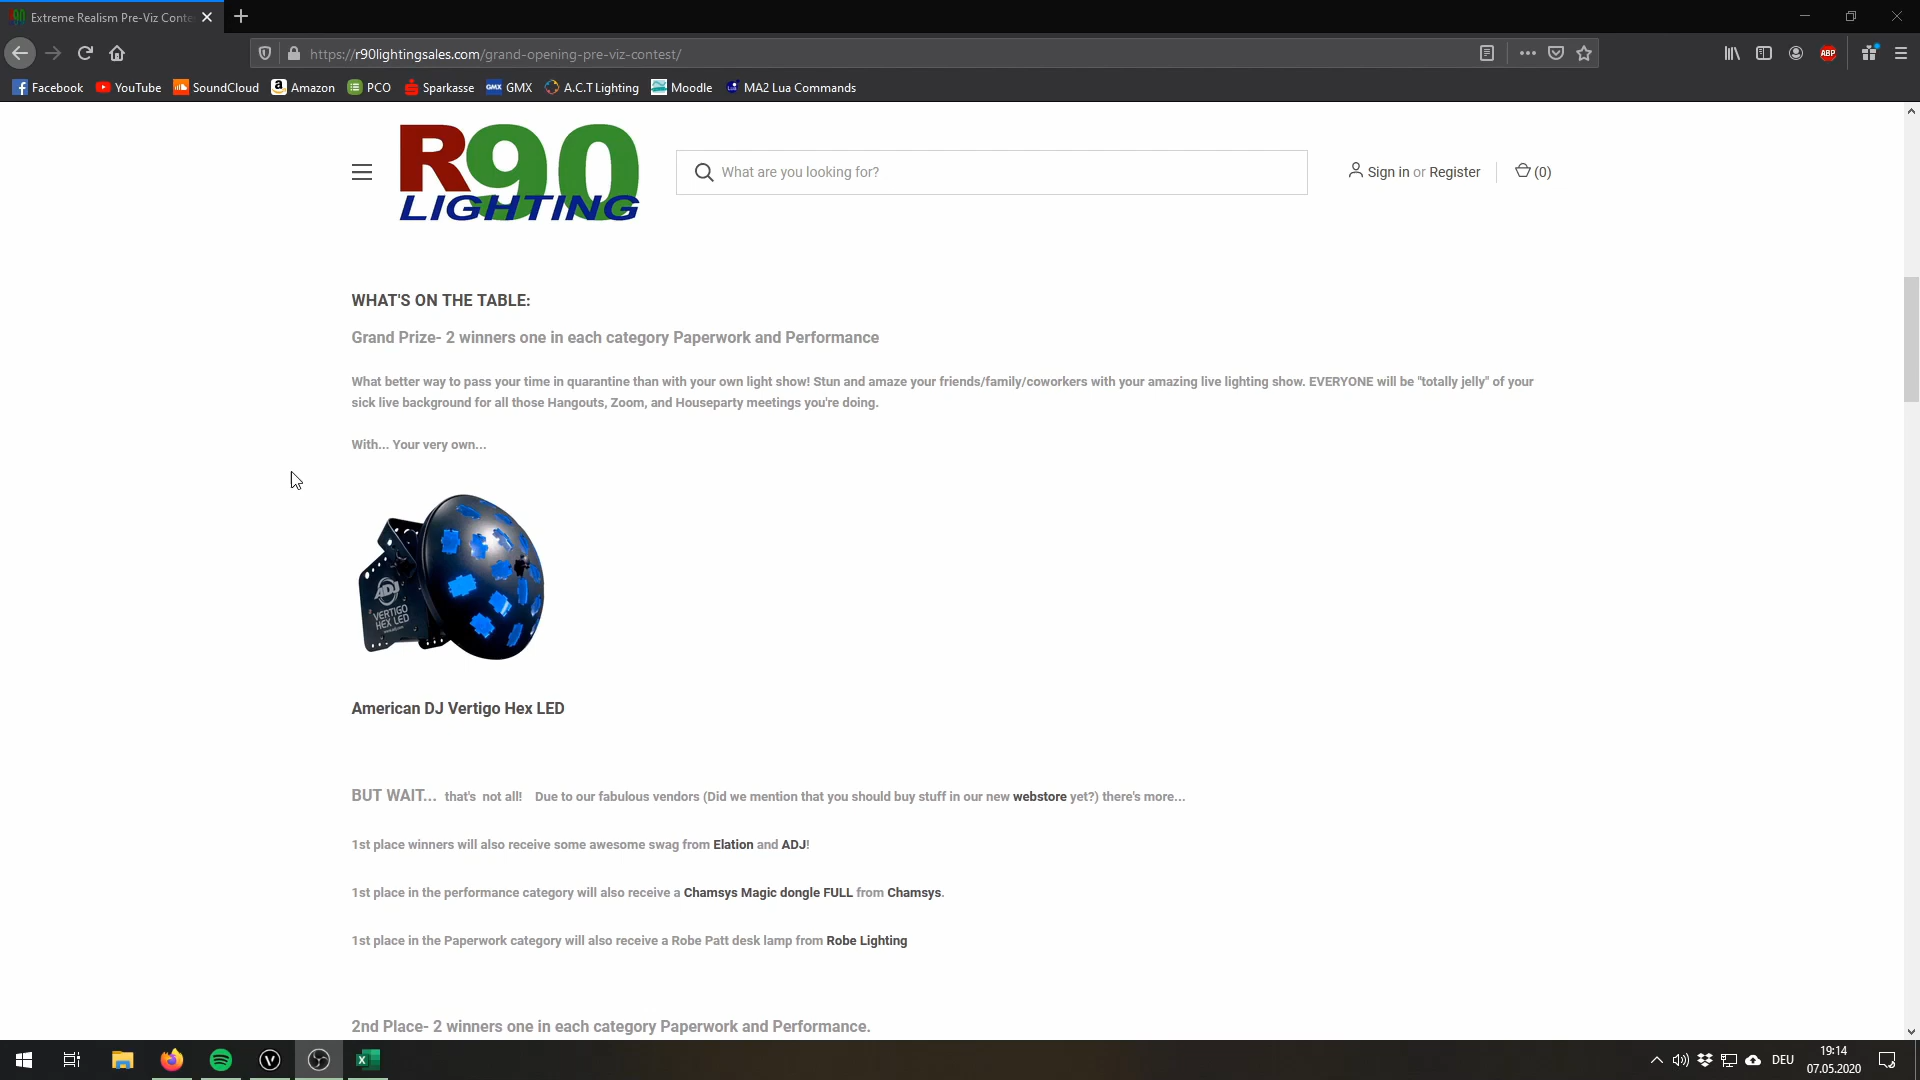 Extreme Realism Pre-Viz Conte
https://r90lightingsales.com/grand-opening-pre-viz-contest/
ABP
Facebook YouTube SoundCloud Amazon PCO Sparkasse GMX GMX A.C.T Lighting Moodle MA2 Lua Commands
R90
LIGHTING
What are you looking for?
Sign in or Register
(0)
WHAT'S ON THE TABLE:
Grand Prize- 2 winners one in each category Paperwork and Performance
What better way to pass your time in quarantine than with your own light show! Stun and amaze your friends/family/coworkers with your amazing live lighting show. EVERYONE will be "totally jelly" of your
sick live background for all those Hangouts, Zoom, and Houseparty meetings you're doing.
With... Your very own...
ADJ
VERTIGO
HEX LED
American DJ Vertigo Hex LED
BUT WAIT... that's not all! Due to our fabulous vendors (Did we mention that you should buy stuff in our new webstore yet?) there's more...
1st place winners will also receive some awesome swag from Elation and ADJ!
1st place in the performance category will also receive a Chamsys Magic dongle FULL from Chamsys.
1st place in the Paperwork category will also receive a Robe Patt desk lamp from Robe Lighting
2nd Place- 2 winners one in each category Paperwork and Performance.
DEU
19:14
07.05.2020